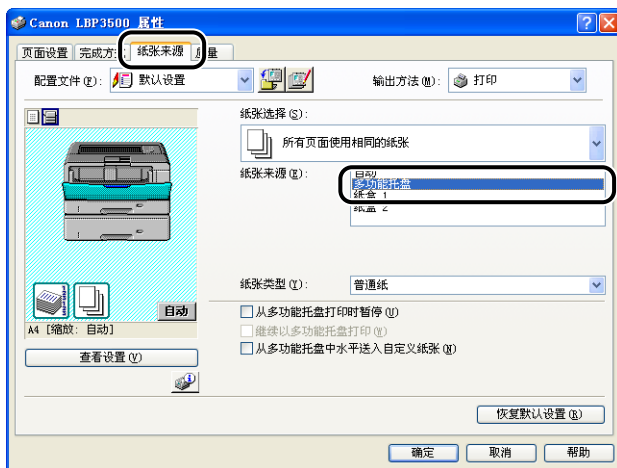 Canon LBP3500 属性
页面设置 完成方式 纸张来源 质量
配置文件(F): 默认设置 输出方法(M): 打印
纸张选择(S):
所有页面使用相同的纸张
纸张来源(R):
自动
多功能托盘
纸盒 1
纸盒 2
纸张类型(Y): 普通纸
自动
A4 [缩放: 自动]
查看设置(V)
从多功能托盘打印时暂停(U)
继续以多功能托盘打印(W)
从多功能托盘中水平送入自定义纸张(N)
恢复默认设置(R)
确定 取消 帮助